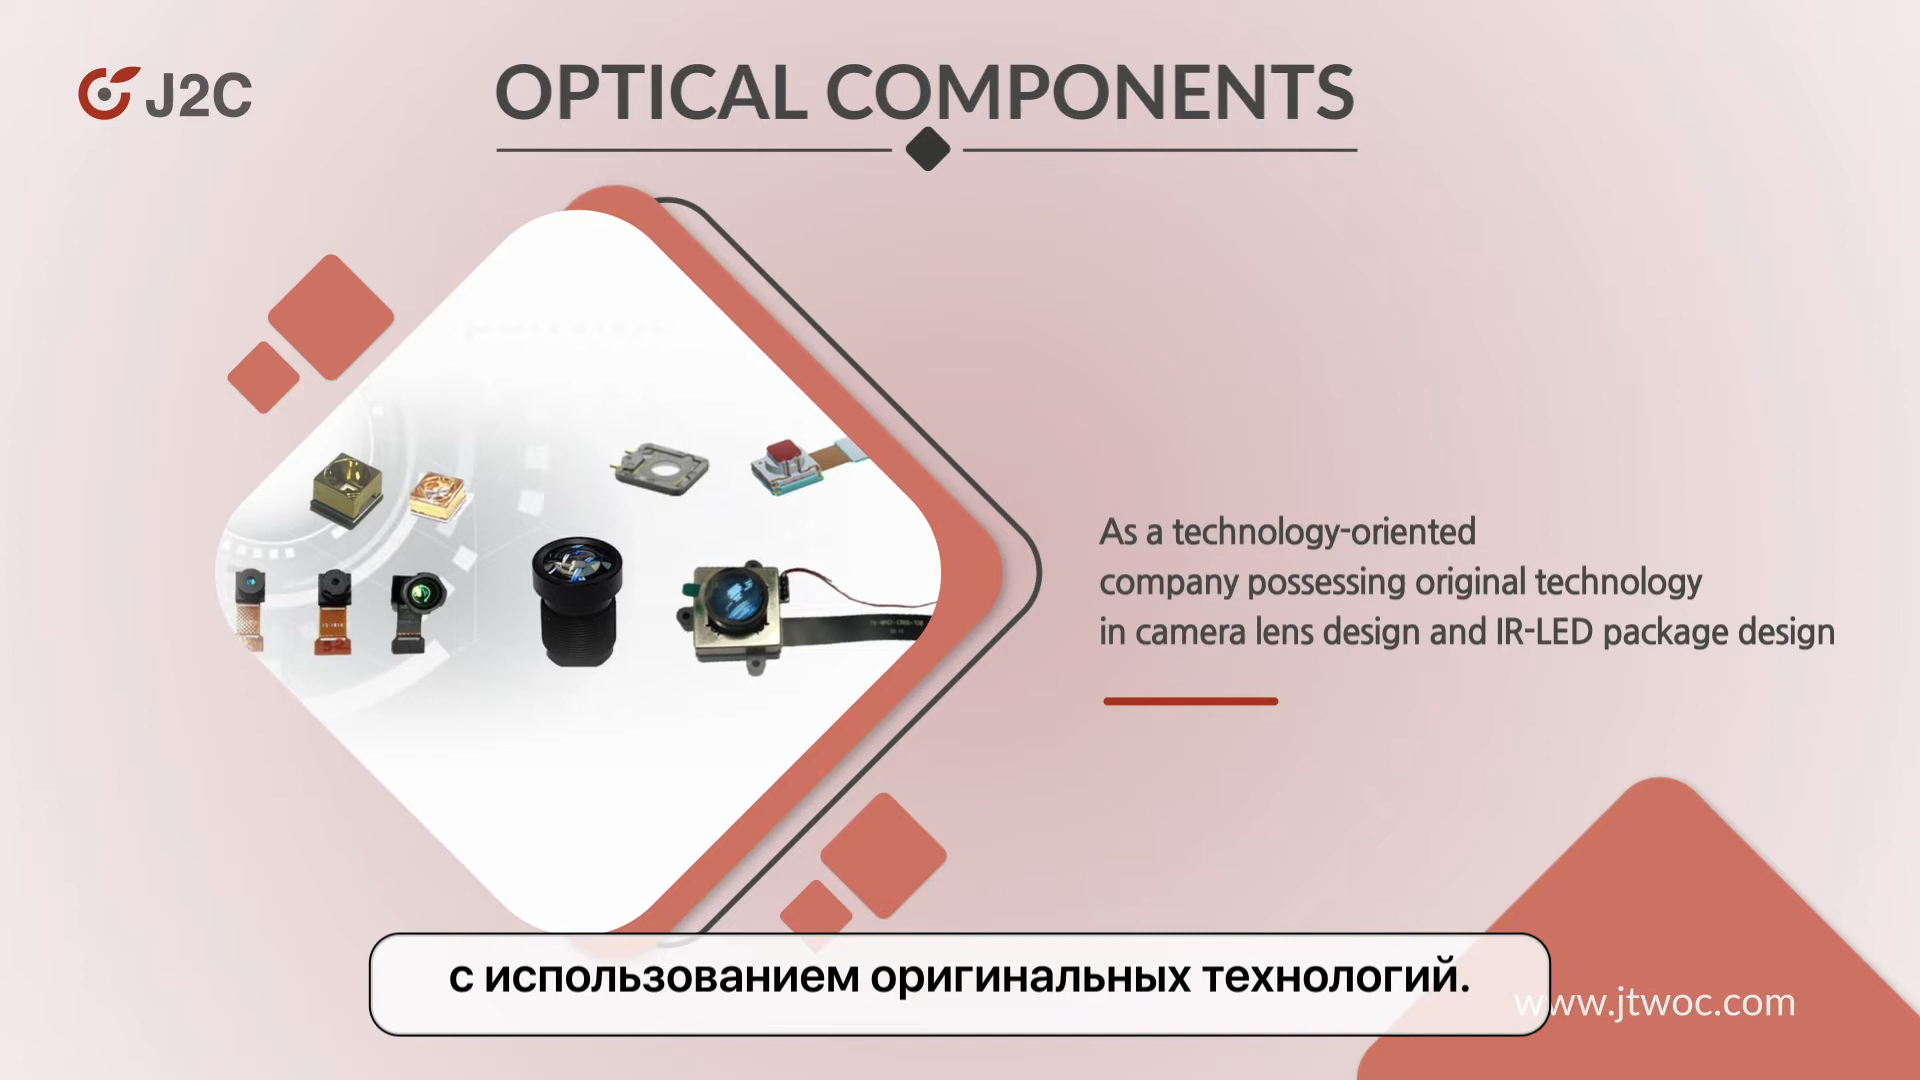 J2C
OPTICAL COMPONENTS
As a technology-oriented
company possessing original technology
in camera lens design and IR-LED package design
с использованием оригинальных технологий.
www.jtwoc.com